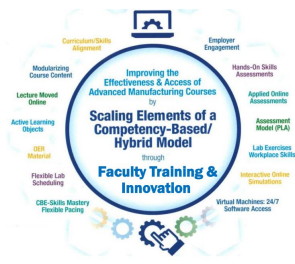 Curriculum/Skills
Alignment
Modularizing
Course Content
Lecture Moved
Online
Active Learning
Objects
OER
Material
Flexible Lab
Scheduling
CBE-Skills Mastery
Flexible Pacing
Improving the
Effectiveness & Access of
Advanced Manufacturing Courses
by
Scaling Elements of a
Competency-Based/
Hybrid Model
through
Faculty Training &
Innovation
Employer
Engagement
Hands-On Skills
Assessments
Applied Online
Assessments
Assessment
Model (PLA)
Lab Exercises
Workplace Skills
Interactive Online
Simulations
Virtual Machines: 24/7
Software Access